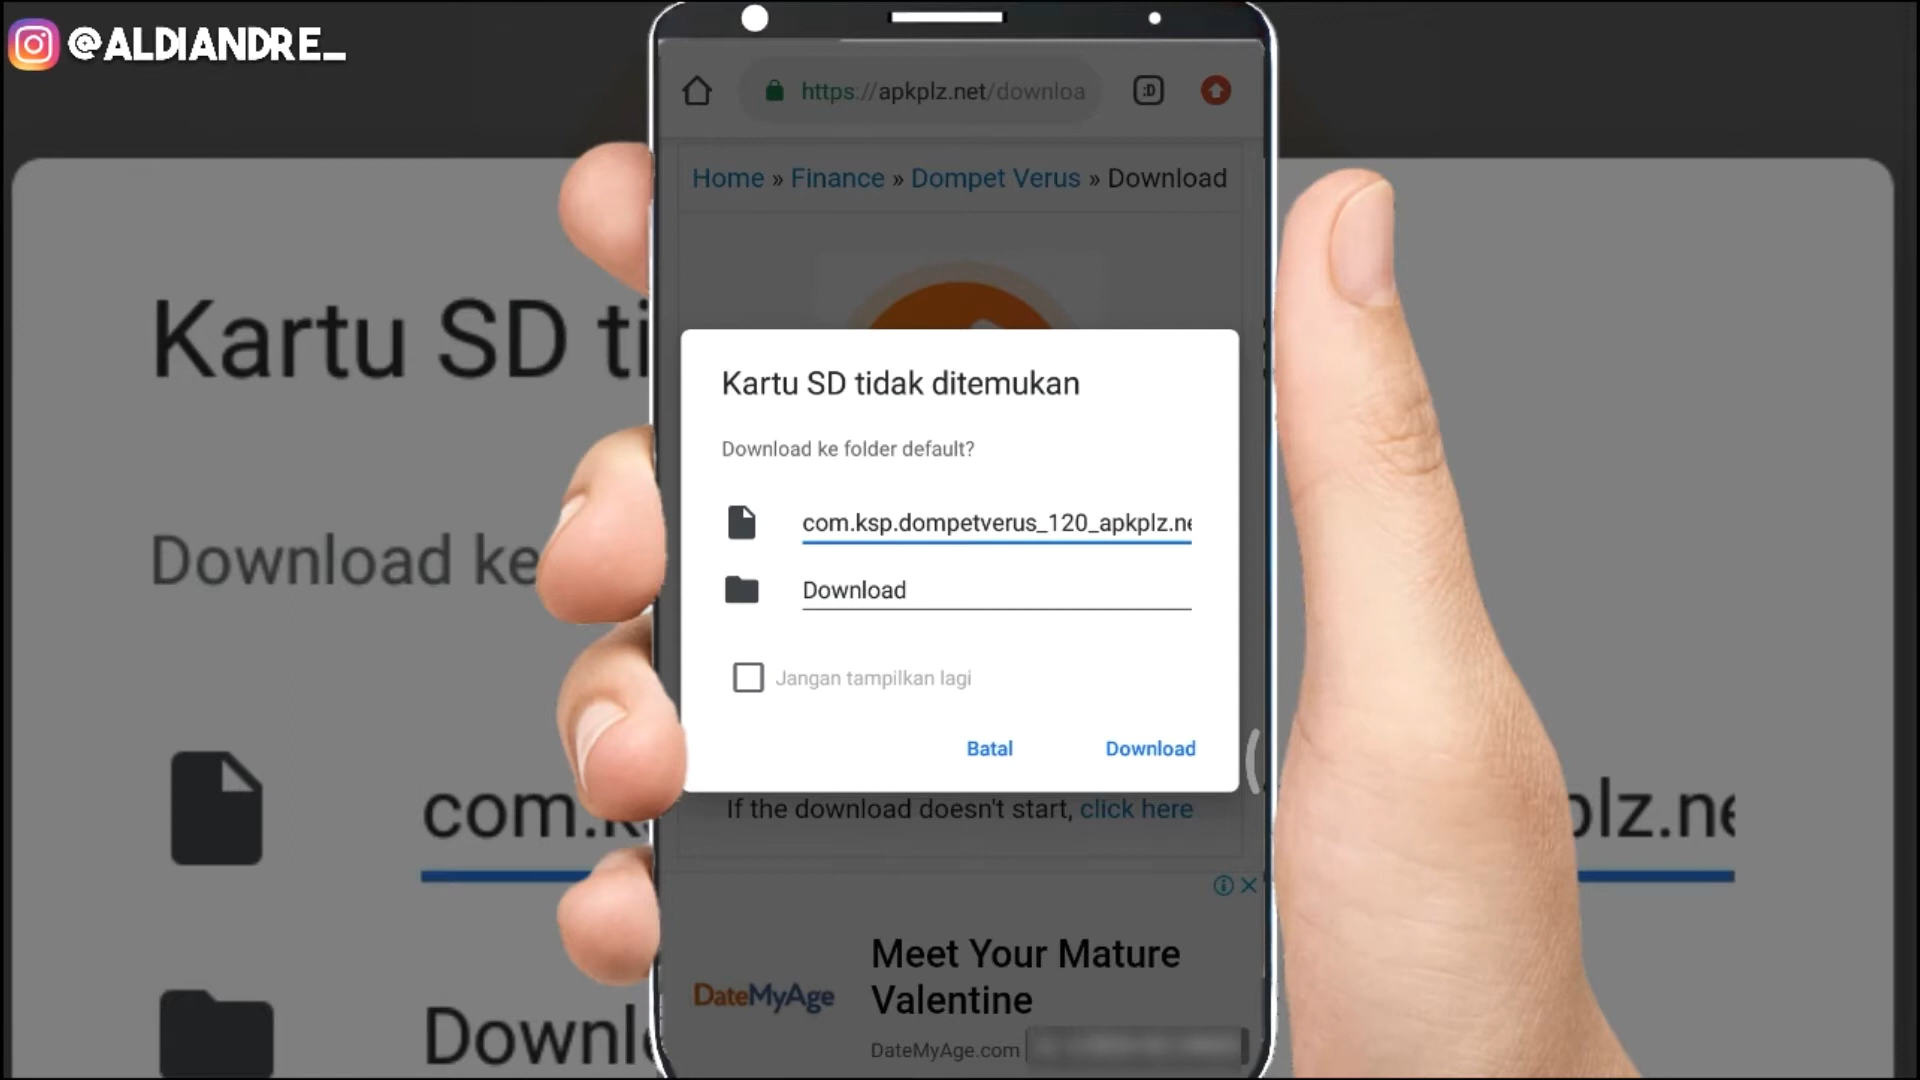 @ALDIANDRE_
https://apkplz.net/downloa
:D
Home » Finance » Dompet Verus » Download
Kartu SD tidak ditemukan
Download ke folder default?
com.ksp.dompetverus_120_apkplz.ne
Download
Jangan tampilkan lagi
Batal
Download
If the download doesn't start, click here
Meet Your Mature
Valentine
DateMyAge
DateMyAge.com
Kartu SD ti
Download ke
com.k
plz.ne
Downl